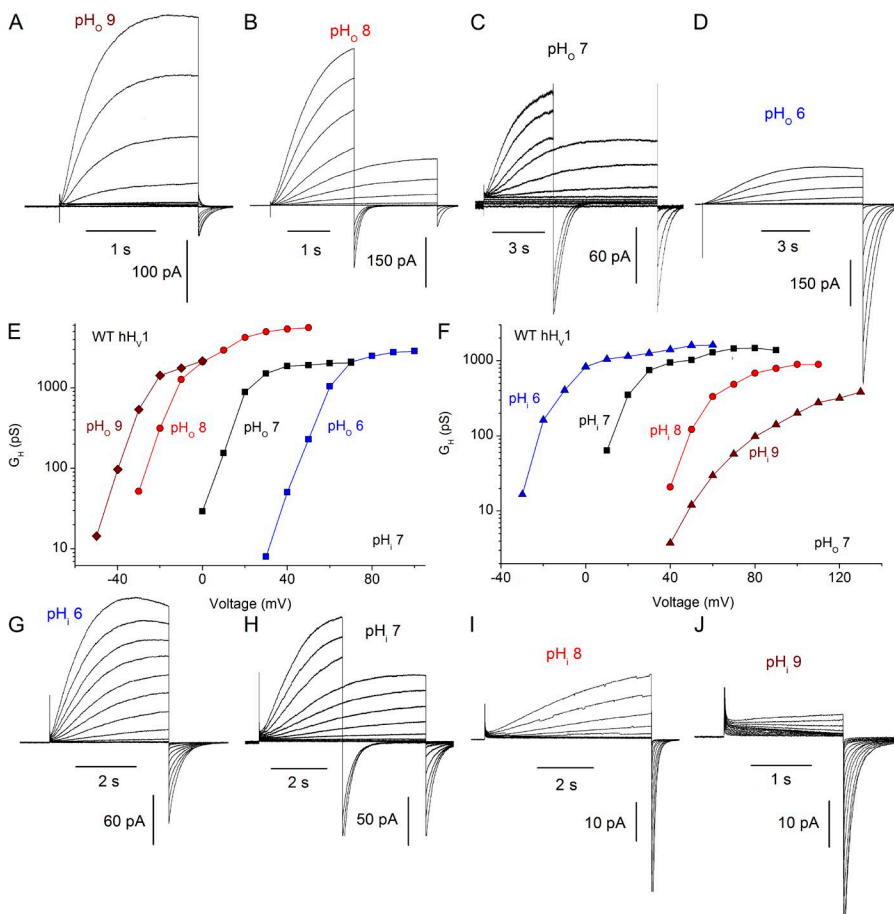 A
pHO 9
1 s
100 pA
B
pHO 8
1 s
150 pA
C
pHO 7
3 s
60 pA
D
pHO 6
3 s
150 pA
E
WT hHV1
1000
100
10
GH (pS)
pHO 9
pHO 8
pHO 7
pHO 6
pHi 7
-40
0
40
80
Voltage (mV)
F
WT hHV1
1000
100
10
GH (pS)
pHi 6
pHi 7
pHi 8
pHi 9
pHO 7
-40
0
40
80
120
Voltage (mV)
G
pHi 6
2 s
60 pA
H
pHi 7
2 s
50 pA
I
pHi 8
2 s
10 pA
J
pHi 9
1 s
10 pA